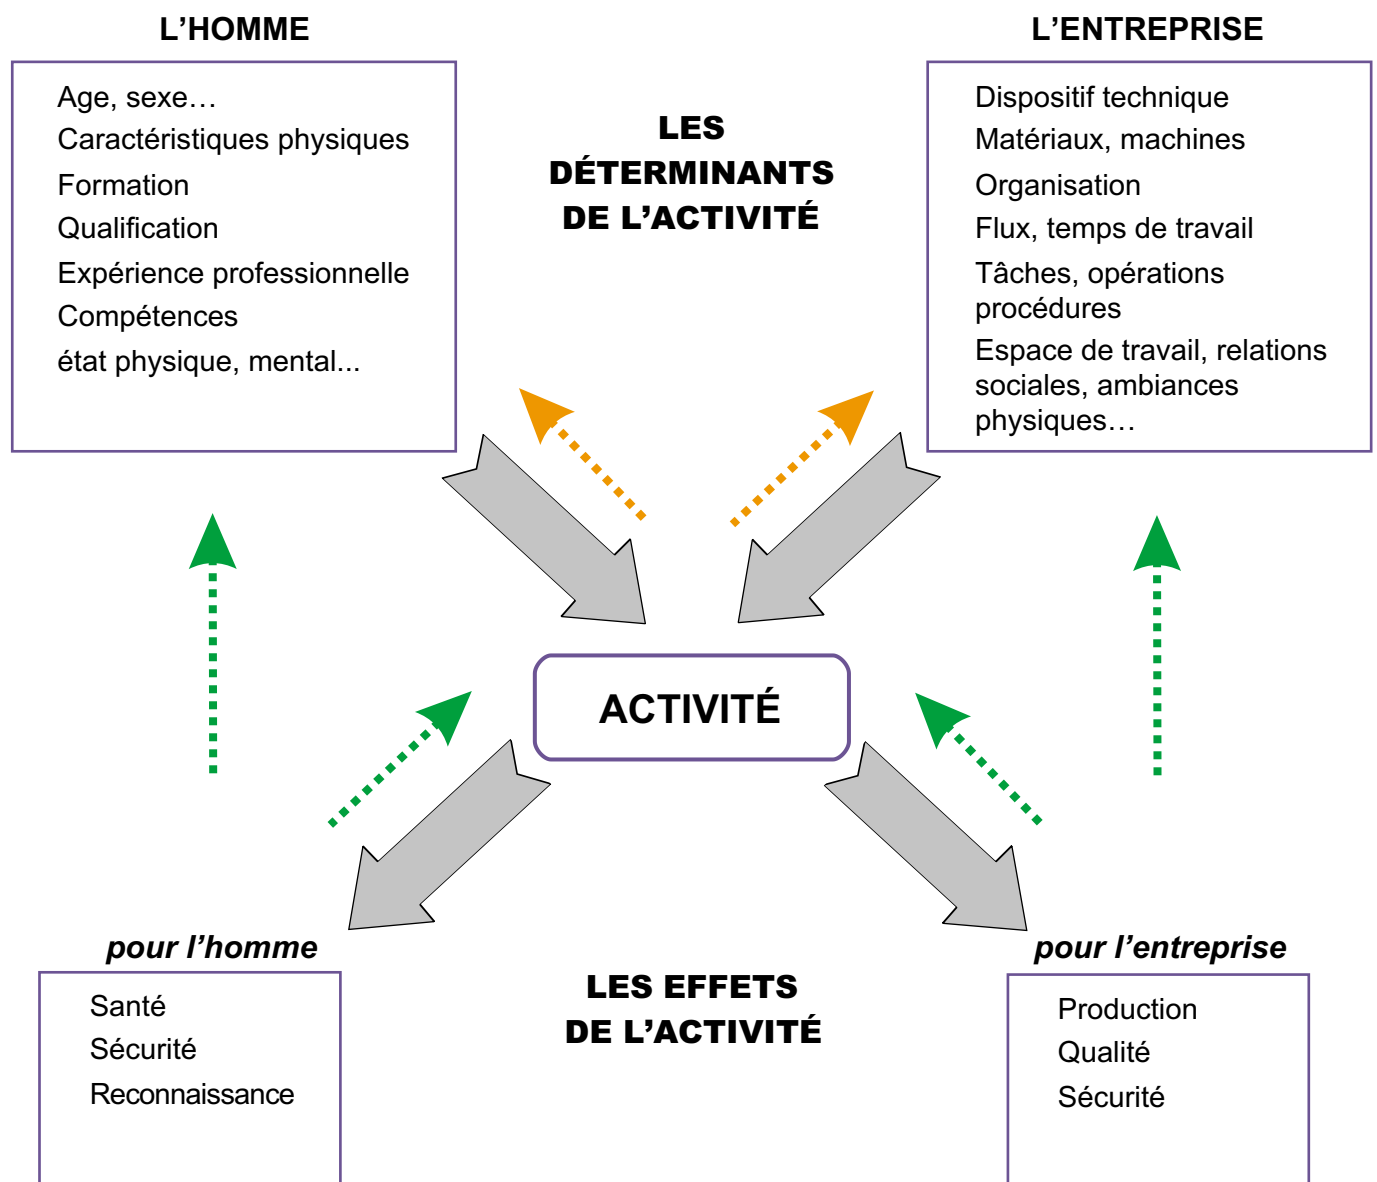 L’HOMME
Age, sexe…
Caractéristiques physiques
Formation
Qualification
Expérience professionnelle
Compétences
état physique, mental...
LES
DÉTERMINANTS
DE L’ACTIVITÉ
L’ENTREPRISE
Dispositif technique
Matériaux, machines
Organisation
Flux, temps de travail
Tâches, opérations
procédures
Espace de travail, relations
sociales, ambiances
physiques…
ACTIVITÉ
pour l’homme
Santé
Sécurité
Reconnaissance
LES EFFETS
DE L’ACTIVITÉ
pour l’entreprise
Production
Qualité
Sécurité